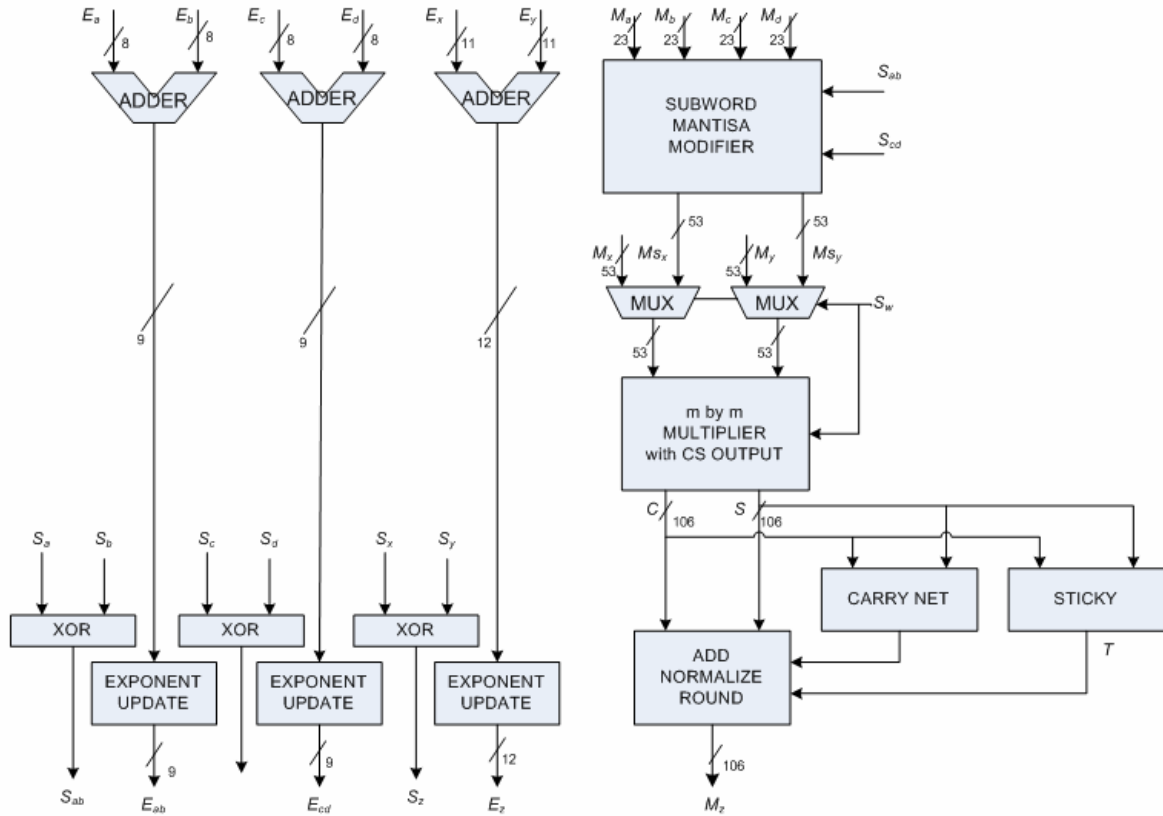 Ea Eb Ec Ed Ex Ey Ma Mb Mc Md
8 8 8 8 11 11 23 23 23 23
ADDER ADDER ADDER
SUBWORD
MANTISA
MODIFIER
Sab
Scd
53 53
Mx Msx My Msy
53 53
MUX MUX Sw
9 9 12 53 53
m by m
MULTIPLIER
with CS OUTPUT
C 106 S 106
Sa Sb Sc Sd Sx Sy
CARRY NET STICKY
XOR XOR XOR
T
ADD
NORMALIZE
ROUND
EXPONENT
UPDATE
EXPONENT
UPDATE
EXPONENT
UPDATE
9 9 12 106
Sab Eab Ecd Sz Ez Mz